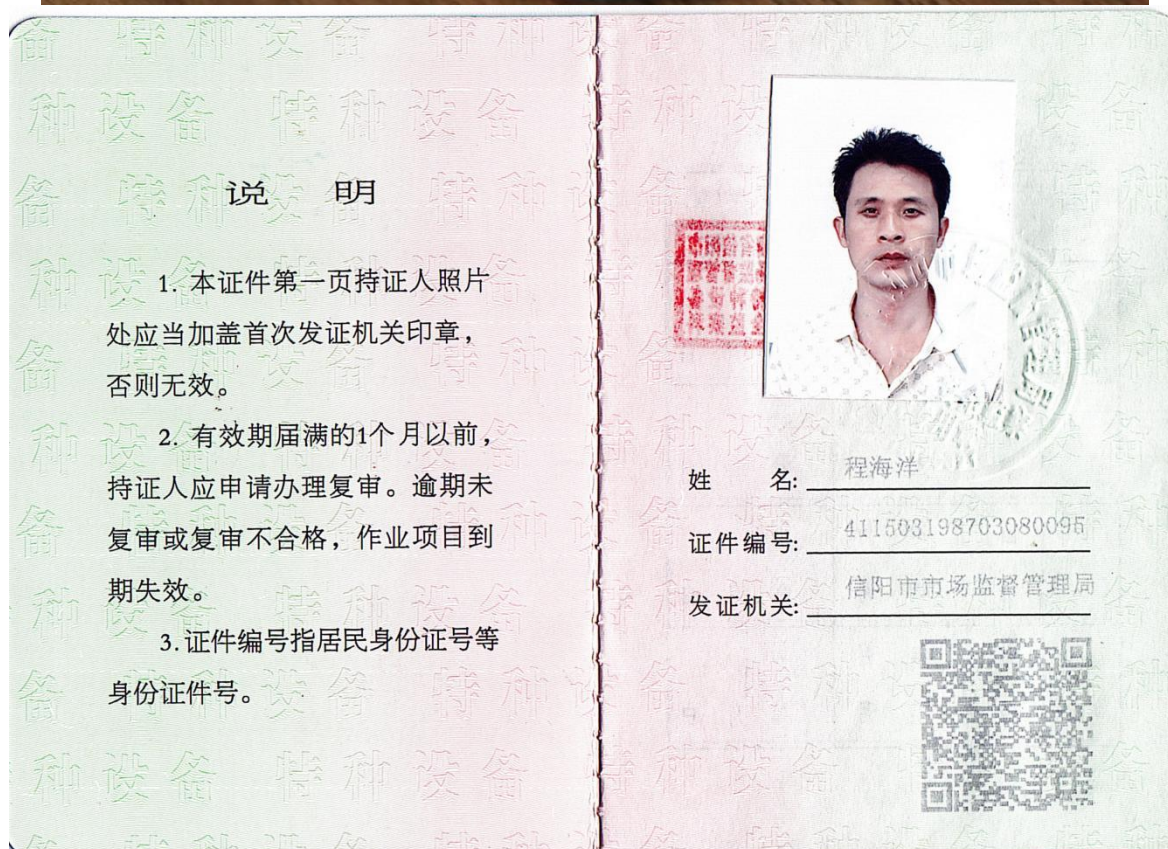 说 明
1. 本证件第一页持证人照片
处应当加盖首次发证机关印章，
否则无效。
2. 有效期届满的1个月以前，
持证人应申请办理复审。逾期未
复审或复审不合格，作业项目到
期失效。
3.证件编号指居民身份证号等
身份证件号。
姓 名: 程海洋
证件编号: 411503198703080095
发证机关: 信阳市市场监督管理局
特种设备